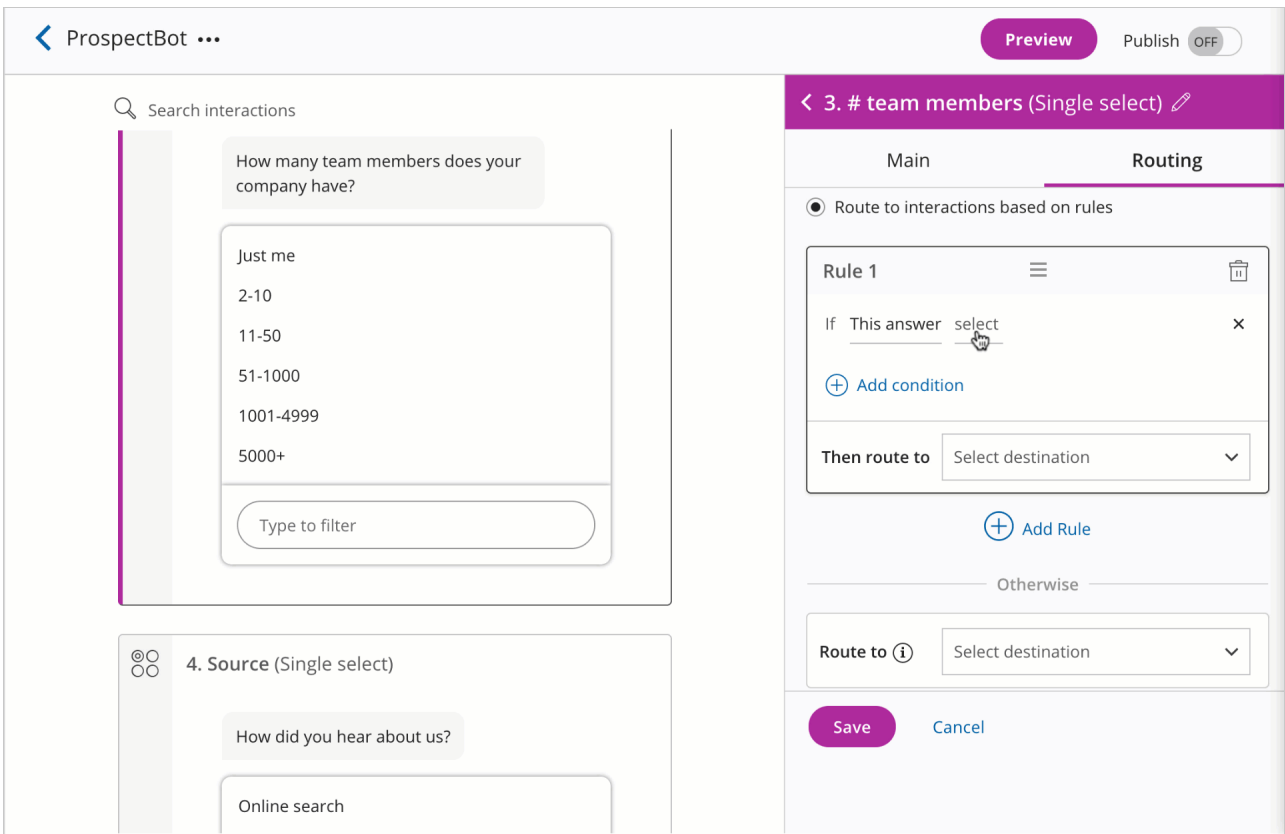 ProspectBot
Preview
Publish OFF
Search interactions
How many team members does your
company have?
Just me
2-10
11-50
51-1000
1001-4999
5000+
Type to filter
4. Source (Single select)
How did you hear about us?
Online search
3. # team members (Single select)
Main Routing
Route to interactions based on rules
Rule 1
If This answer select
Add condition
Then route to Select destination
Add Rule
Otherwise
Route to Select destination
Save Cancel